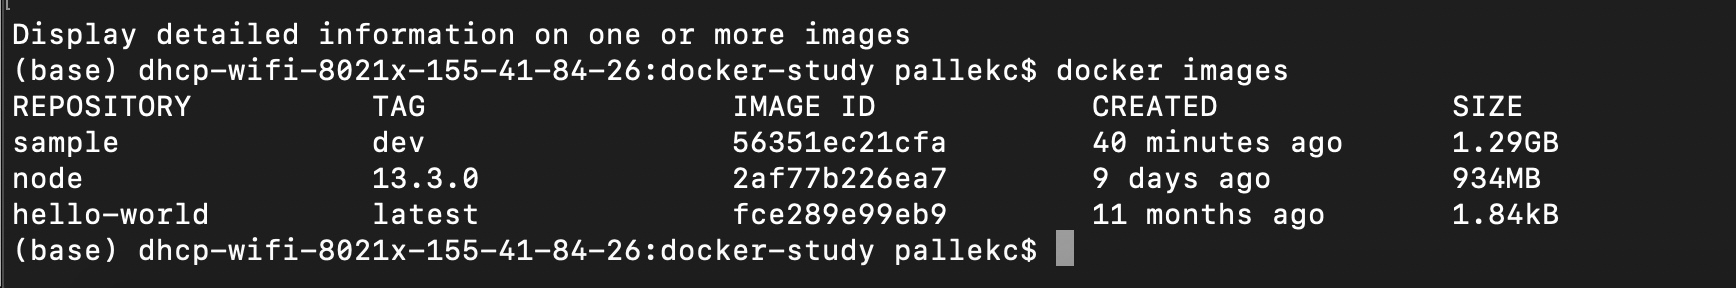 Display detailed information on one or more images
(base) dhcp-wifi-8021x-155-41-84-26:docker-study pallekc$ docker images
REPOSITORY TAG IMAGE ID CREATED SIZE
sample dev 56351ec21cfa 40 minutes ago 1.29GB
node 13.3.0 2af77b226ea7 9 days ago 934MB
hello-world latest fce289e99eb9 11 months ago 1.84kB
(base) dhcp-wifi-8021x-155-41-84-26:docker-study pallekc$